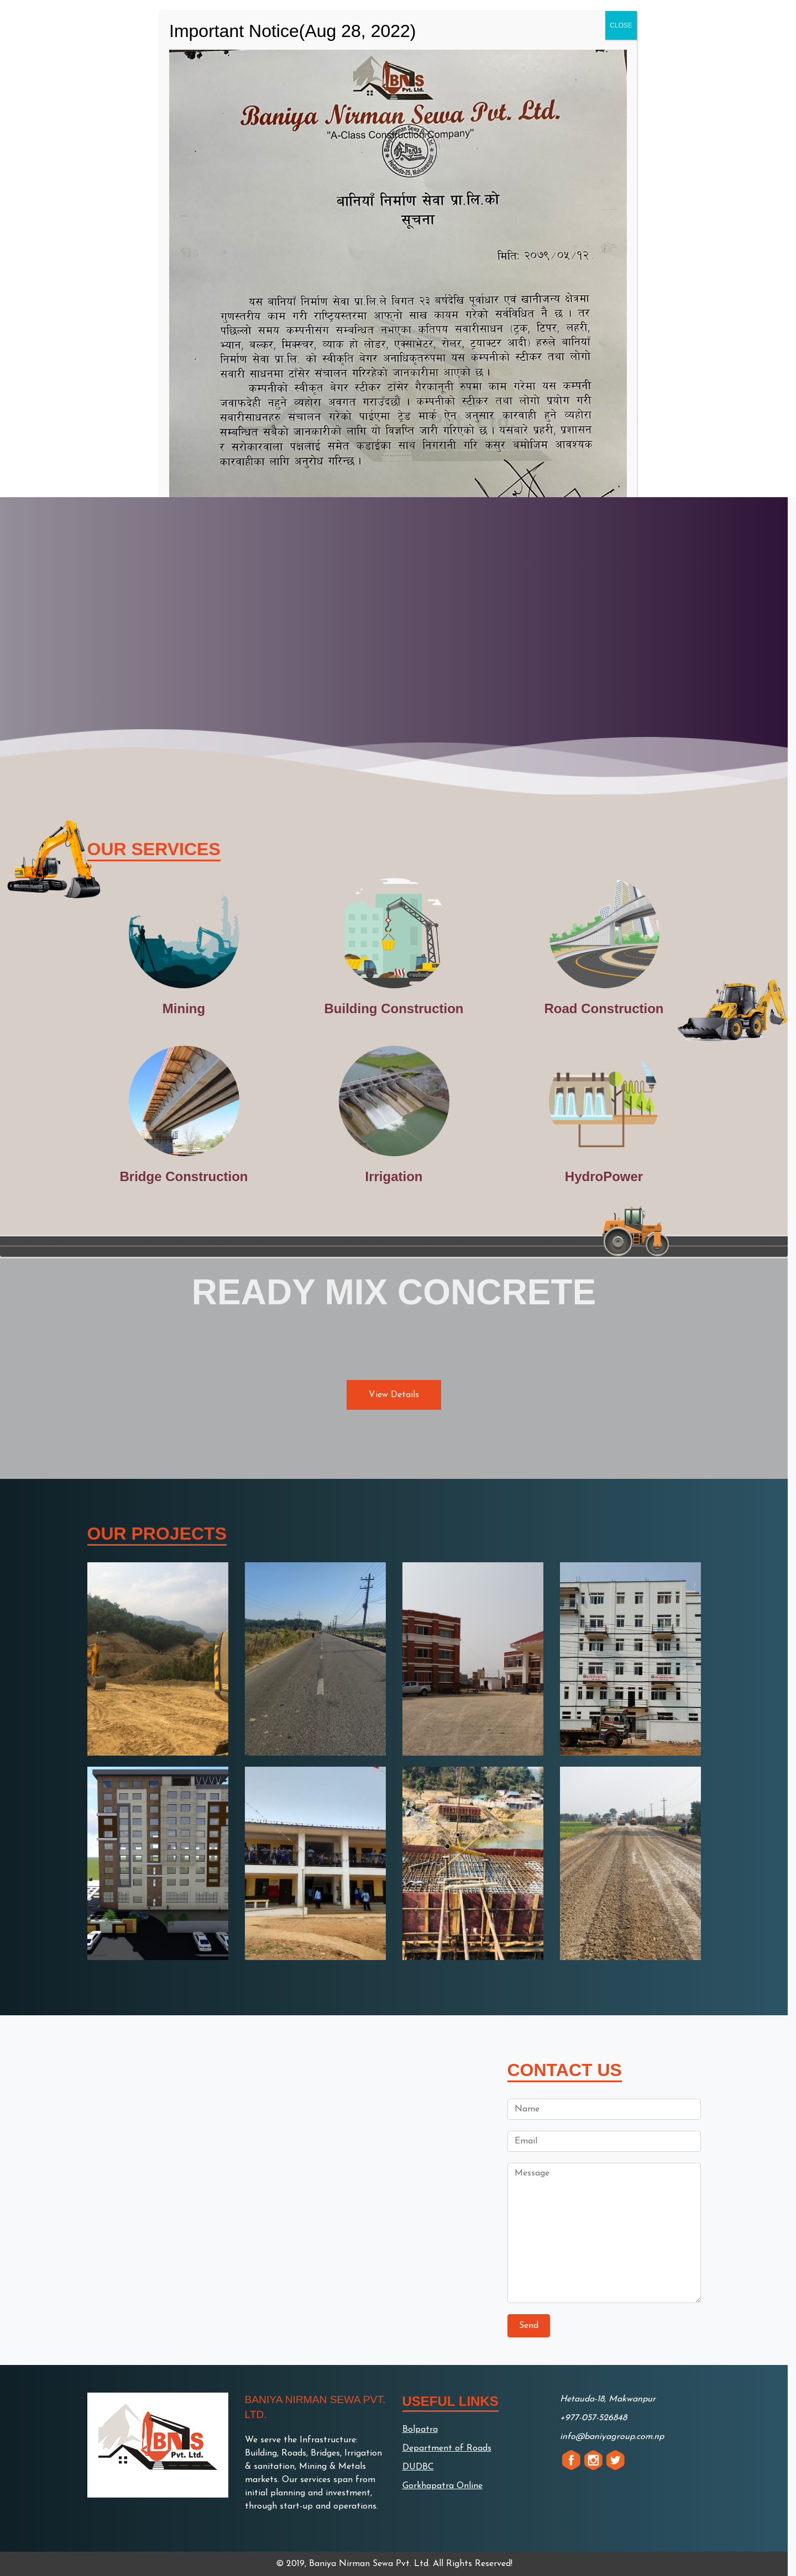 Important Notice(Aug 28, 2022)
CLOSE
BNS
Pvt. Ltd.
Baniya Nirman Sewa Pvt. Ltd.
"A-Class Construction Company"
बानियाँ निर्माण सेवा प्रा.लि.को
सूचना
मिति: २०७९/०५/१२
यस बानियाँ निर्माण सेवा प्रा.लि.ले विगत २३ बर्षदेखि पूर्वाधार एवं खानीजन्य क्षेत्रमा
गुणस्तरीय काम गरी राष्ट्रियस्तरमा आफ्नो साख कायम गरेको सर्वविधित नै छ । तर
पछिल्लो समय कम्पनीसंग सम्वन्धित नभएका कतिपय सवारीसाधन (ट्रक, टिपर, लहरी,
भ्यान, बल्कर, मिक्स्चर, व्याक हो लोडर, एक्साभेटर, रोलर, ट्रयाक्टर आदी) हरुले बानियाँ
निर्माण सेवा प्रा.लि. को स्वीकृति बेगर अनाधिकृतरुपमा यस कम्पनीको स्टीकर तथा लोगो
सवारी साधनमा टाँसेर संचालन गरिरहेको जानकारीमा आएको छ ।
कम्पनीको स्वीकृत बेगर स्टीकर टाँसेर गैरकानूनी रुपमा काम गरेमा यस कम्पनी
जवाफदेही नहुने व्यहोरा अवगत गराउंदछौं । कम्पनीको स्टीकर तथा लोगो प्रयोग गरी
सवारीसाधनहरु संचालन गरेको पाईएमा ट्रेड मार्क ऐन अनुसार कारवाही हुने व्यहोरा
सम्बन्धित सबैको जानकारीको लागि यो विज्ञप्ति जारी गरिएको छ । यसबारे प्रहरी, प्रशासन
र सरोकारवाला पक्षलाई समेत कडाईका साथ निगरानी गरि कसुर बमोजिम आवश्यक
कारवाहीका लागि अनुरोध गरिन्छ ।
OUR SERVICES
Mining
Building Construction
Road Construction
Bridge Construction
Irrigation
HydroPower
READY MIX CONCRETE
View Details
OUR PROJECTS
CONTACT US
Name
Email
Message
Send
BNS
Pvt. Ltd.
BANIYA NIRMAN SEWA PVT.
LTD.
We serve the Infrastructure:
Building, Roads, Bridges, Irrigation
& sanitation, Mining & Metals
markets. Our services span from
initial planning and investment,
through start-up and operations.
USEFUL LINKS
Bolpatra
Department of Roads
DUDBC
Gorkhapatra Online
Hetauda-18, Makwanpur
+977-057-526848
info@baniyagroup.com.np
© 2019, Baniya Nirman Sewa Pvt. Ltd. All Rights Reserved!